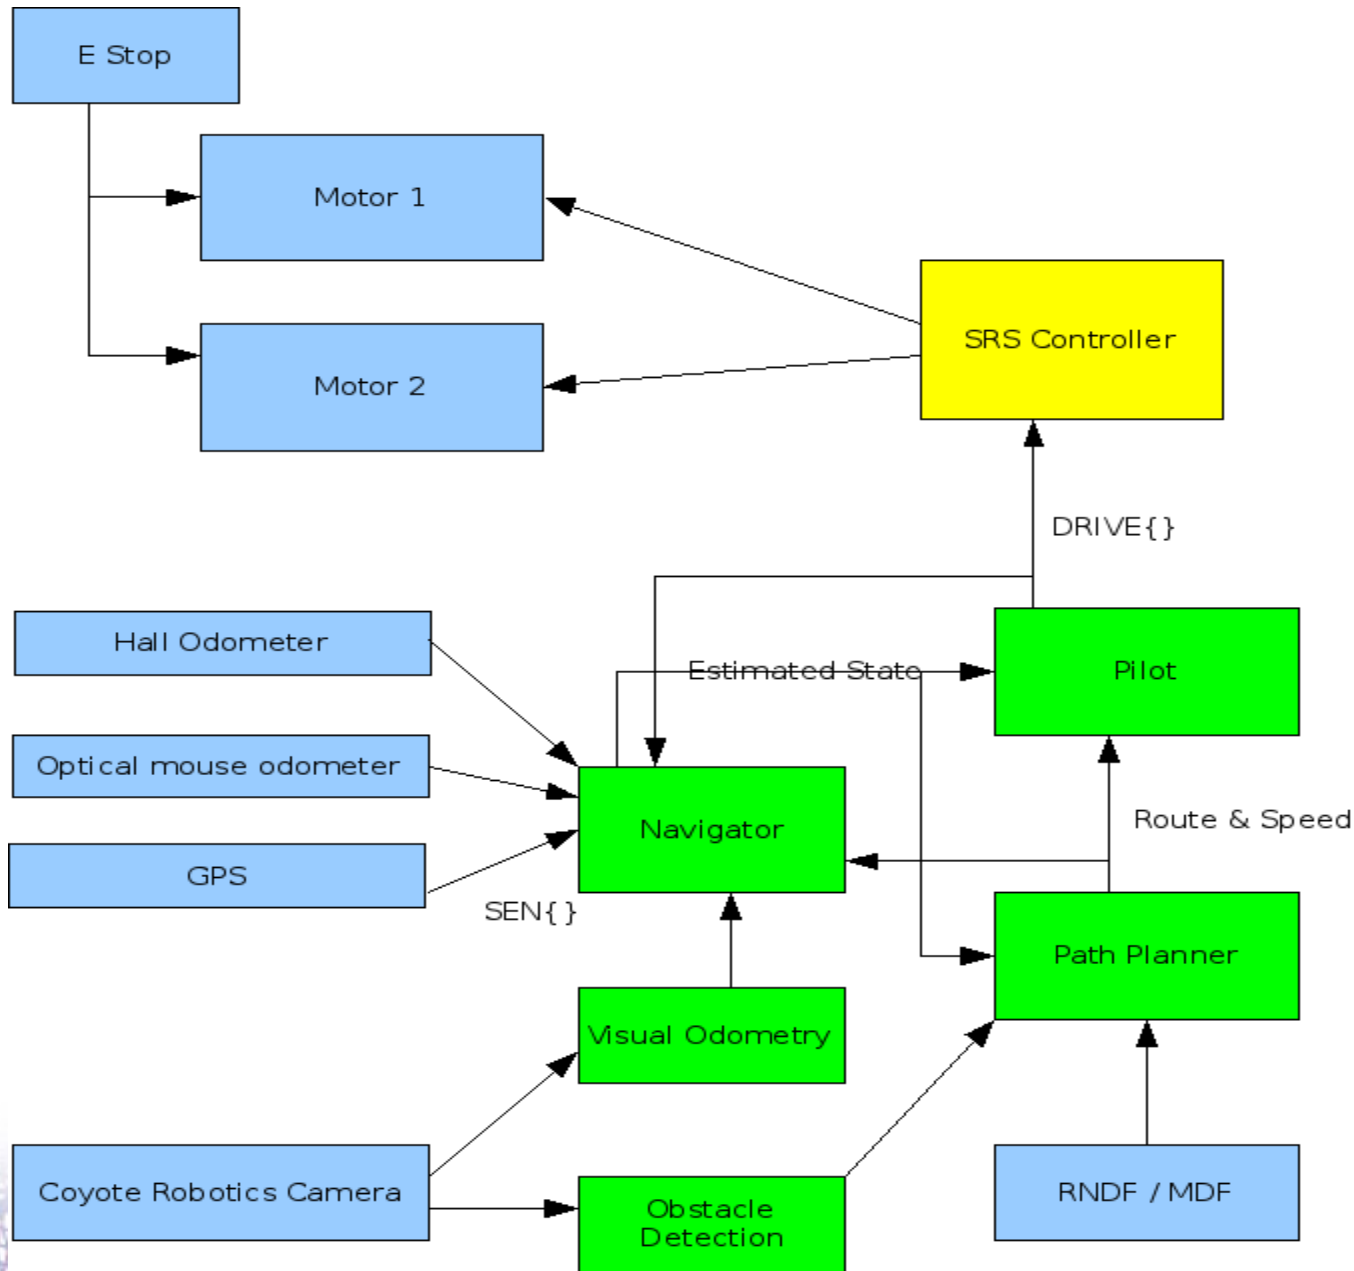 E Stop
Motor 1
Motor 2
SRS Controller
DRIVE{}
Hall Odometer
Estimated State
Pilot
Optical mouse odometer
Navigator
Route & Speed
GPS
SEN{}
Path Planner
Visual Odometry
Coyote Robotics Camera
Obstacle
Detection
RNDF / MDF